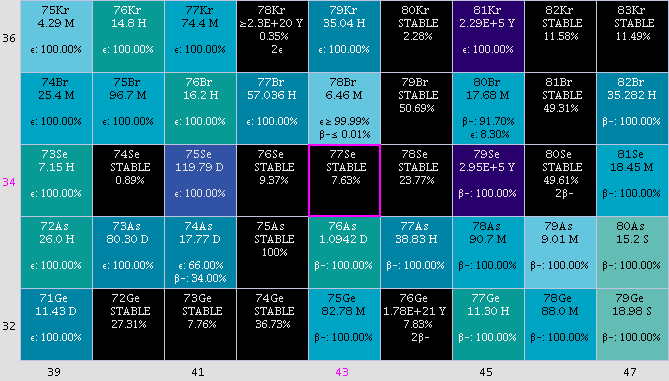 36
75Kr 76Kr 77Kr 78Kr 79Kr 80Kr 81Kr 82Kr 83Kr
4.29 M 14.8 H 74.4 M ≥2.3E+20 Y 35.04 H STABLE 2.29E+5 Y STABLE STABLE
0.35% 2.28% 11.58% 11.49%
ϵ: 100.00% ϵ: 100.00% ϵ: 100.00% 2ϵ ϵ: 100.00% ϵ: 100.00%
74Br 75Br 76Br 77Br 78Br 79Br 80Br 81Br 82Br
25.4 M 96.7 M 16.2 H 57.036 H 6.46 M STABLE 17.68 M STABLE 35.282 H
50.69% 49.31%
ϵ: 100.00% ϵ: 100.00% ϵ: 100.00% ϵ: 100.00% ϵ≥ 99.99% β-: 91.70% β-: 100.00%
β-≤ 0.01% ϵ: 8.30%
34
73Se 74Se 75Se 76Se 77Se 78Se 79Se 80Se 81Se
7.15 H STABLE 119.79 D STABLE STABLE STABLE 2.95E+5 Y STABLE 18.45 M
0.89% 9.37% 7.63% 23.77% 49.61%
ϵ: 100.00% ϵ: 100.00% β-: 100.00% 2β- β-: 100.00%
72As 73As 74As 75As 76As 77As 78As 79As 80As
26.0 H 80.30 D 17.77 D STABLE 1.0942 D 38.83 H 90.7 M 9.01 M 15.2 S
100%
ϵ: 100.00% ϵ: 100.00% ϵ: 66.00% β-: 100.00% β-: 100.00% β-: 100.00% β-: 100.00% β-: 100.00%
β-: 34.00%
32
71Ge 72Ge 73Ge 74Ge 75Ge 76Ge 77Ge 78Ge 79Ge
11.43 D STABLE STABLE STABLE 82.78 M 1.78E+21 Y 11.30 H 88.0 M 18.98 S
27.31% 7.76% 36.73% 7.83%
ϵ: 100.00% β-: 100.00% 2β- β-: 100.00% β-: 100.00% β-: 100.00%
39 41 43 45 47